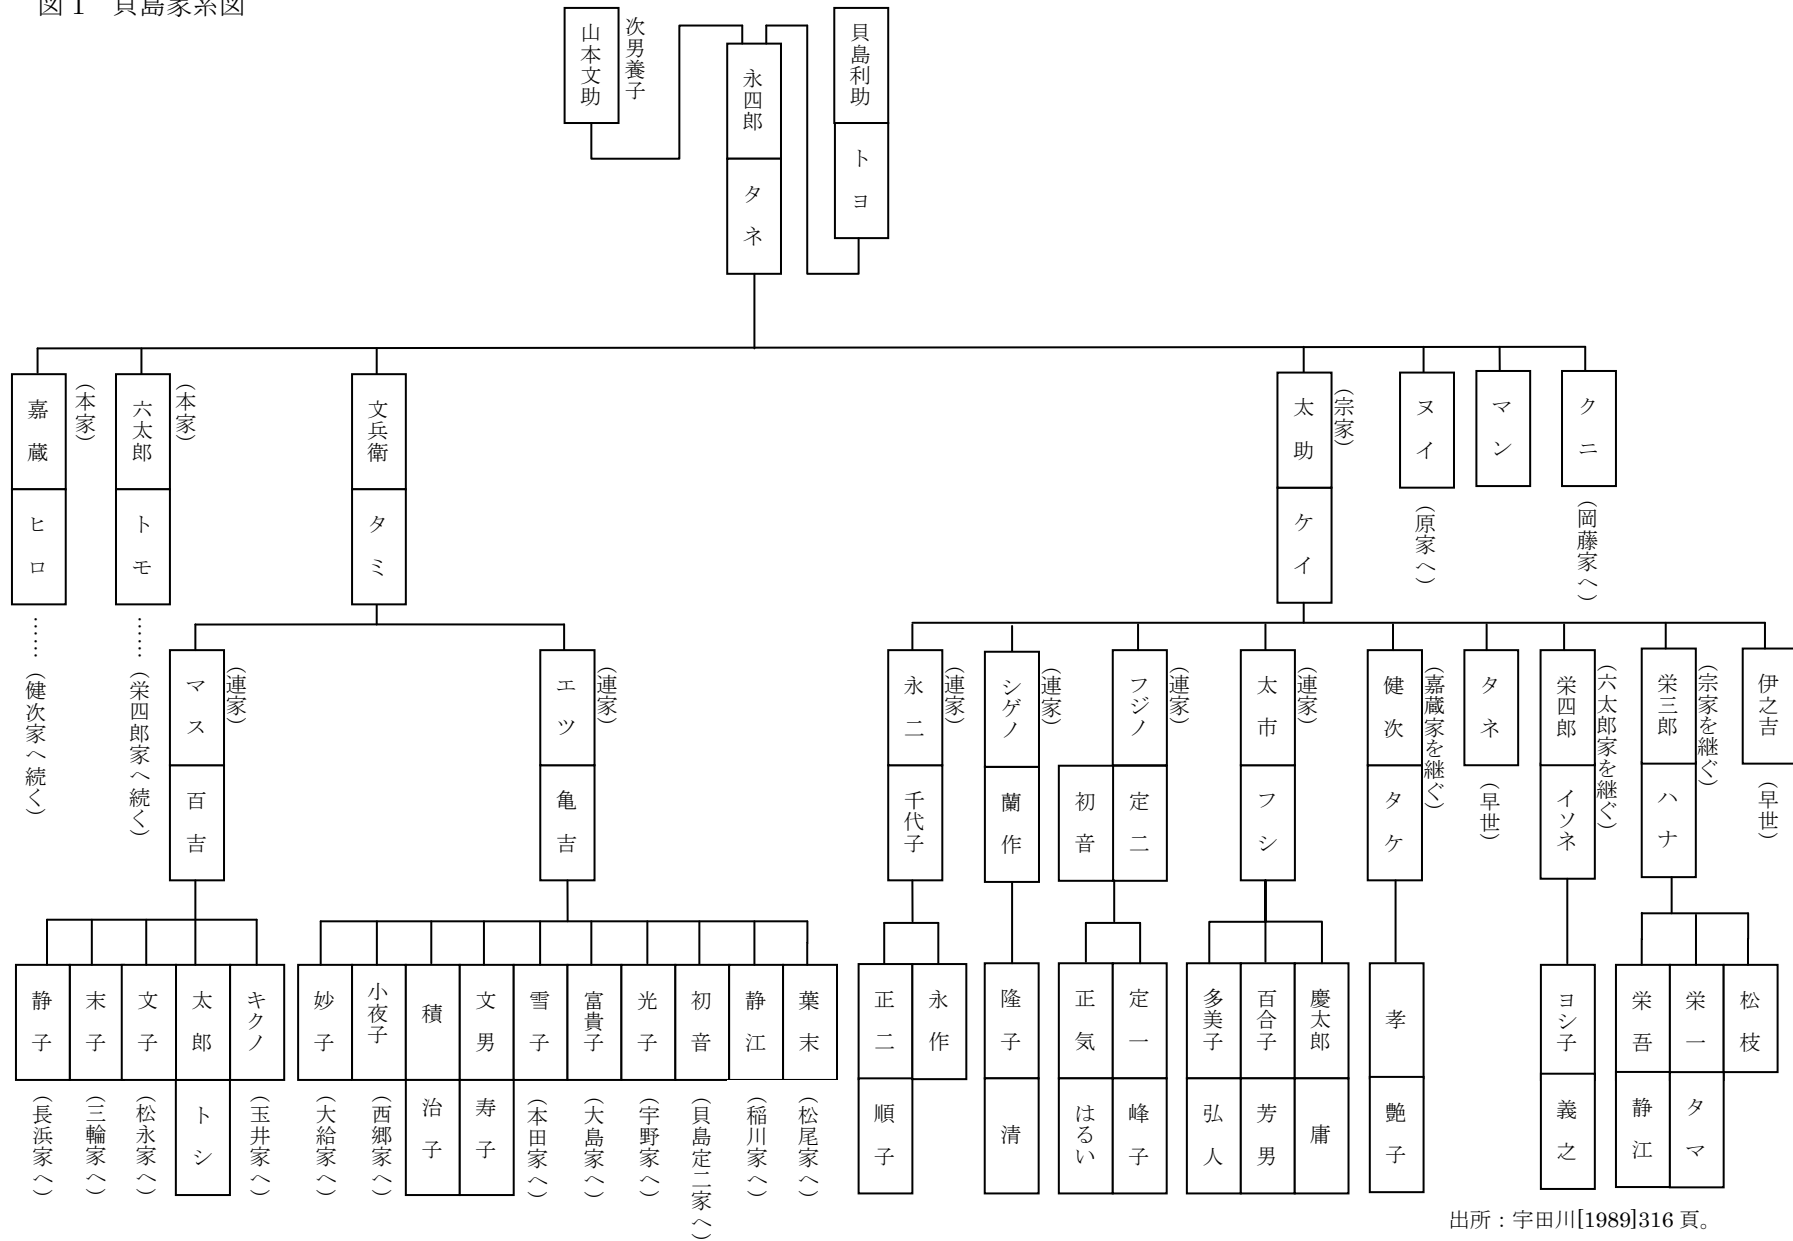 図1 貝島家系図
貝島利助
トヨ
次男養子
山本文助
永四郎
タネ
クニ
（岡藤家へ）
マン
ヌイ
（原家へ）
（宗家）
太助
ケイ
文兵衛
タミ
（本家）
六太郎
トモ
……（栄四郎家へ続く）
（本家）
嘉蔵
ヒロ
……（健次家へ続く）
伊之吉
（早世）
（宗家を継ぐ）
栄三郎
ハナ
（六太郎家を継ぐ）
栄四郎
イソネ
タネ
（早世）
（嘉蔵家を継ぐ）
健次
タケ
（連家）
太市
フシ
（連家）
フジノ
定二
初音
（連家）
シゲノ
蘭作
（連家）
永二
千代子
（連家）
エツ
亀吉
（連家）
マス
百吉
松枝
栄一
タマ
栄吾
静江
ヨシ子
義之
孝
艶子
慶太郎
庸
百合子
芳男
多美子
弘人
定一
峰子
正気
はるい
隆子
清
永作
正二
順子
葉末
（松尾家へ）
静江
（稲川家へ）
初音
（貝島定二家へ）
光子
（宇野家へ）
富貴子
（大島家へ）
雪子
（本田家へ）
文男
寿子
積
治子
小夜子
（西郷家へ）
妙子
（大給家へ）
キクノ
（玉井家へ）
太郎
トシ
文子
（松永家へ）
末子
（三輪家へ）
静子
（長浜家へ）
出所：宇田川[1989]316 頁。